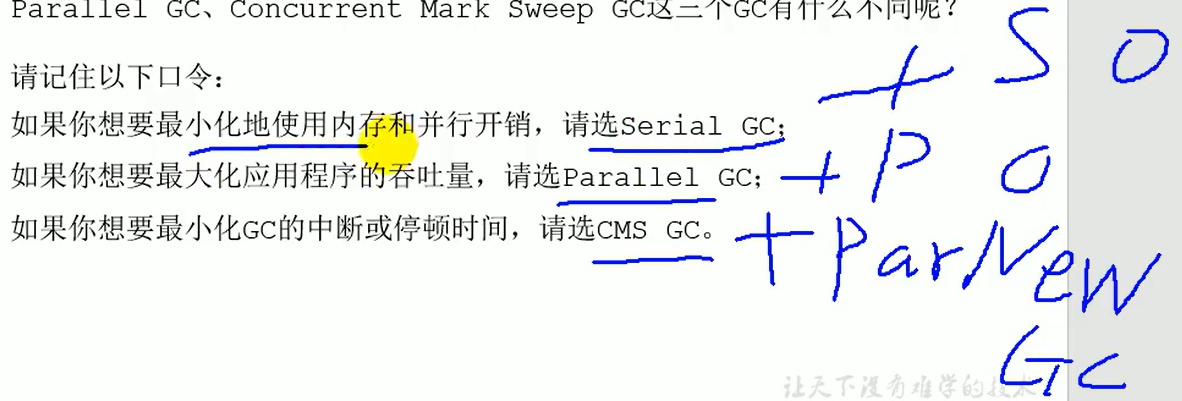 Parallel GC、Concurrent Mark Sweep GC这三个GC有什么不同呢？
请记住以下口令：
如果你想要最小化地使用内存和并行开销，请选Serial GC； + S O
如果你想要最大化应用程序的吞吐量，请选Parallel GC； + P O
如果你想要最小化GC的中断或停顿时间，请选CMS GC。 + ParNew
GC
让天下没有难学的技术